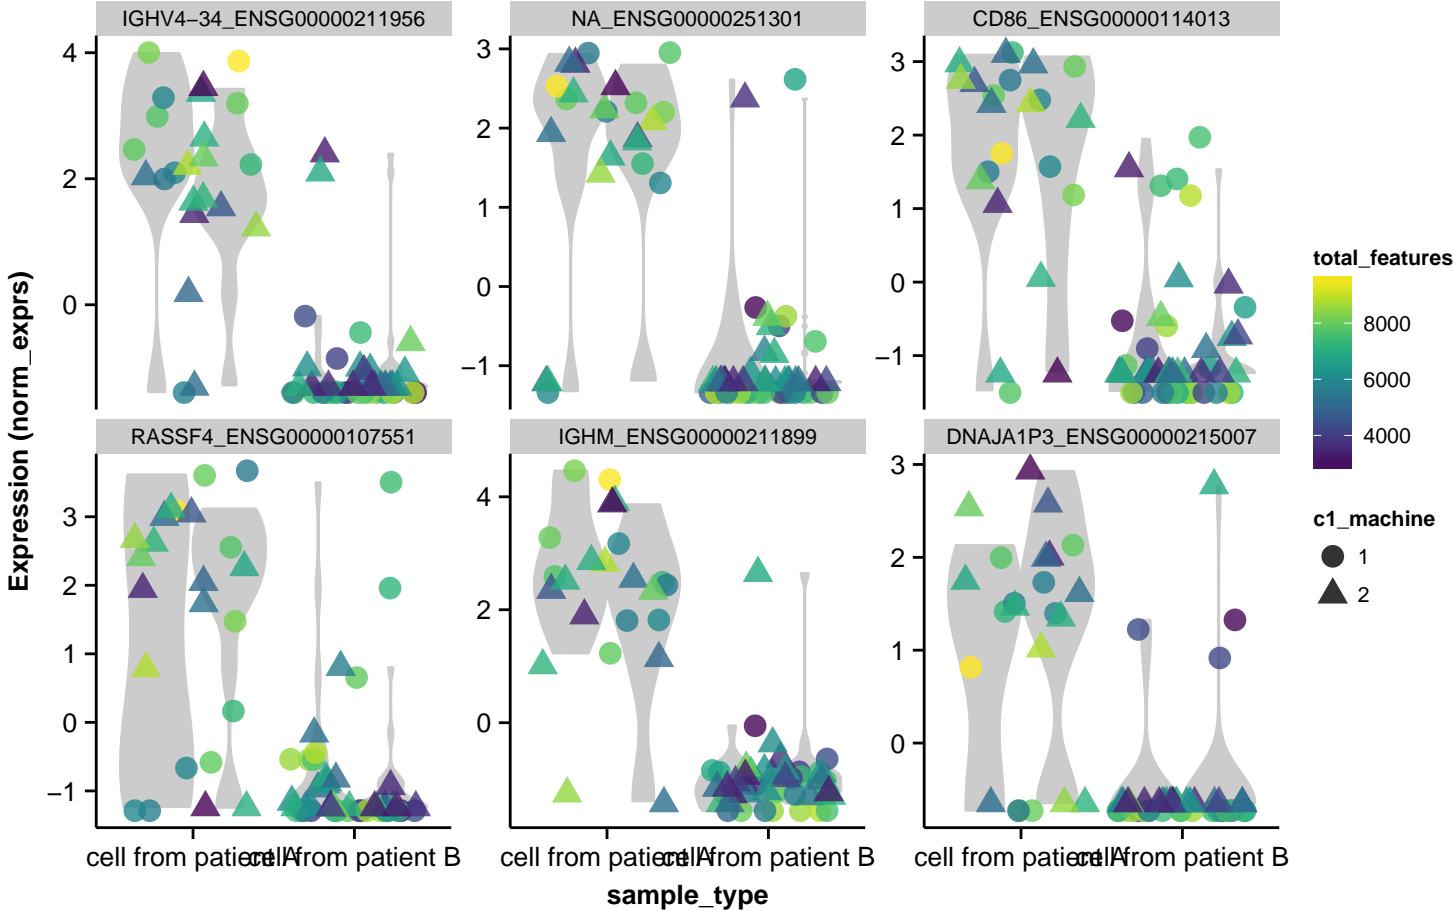 IGHV4−34_ENSG00000211956
NA_ENSG00000251301
CD86_ENSG00000114013
4
2
0
3
2
1
0
−1
3
2
1
0
−1
RASSF4_ENSG00000107551
IGHM_ENSG00000211899
DNAJA1P3_ENSG00000215007
3
2
1
0
−1
4
2
0
3
2
1
0
cell from patient A
cell from patient B
cell from patient A
cell from patient B
cell from patient A
cell from patient B
sample_type
Expression (norm_exprs)
total_features
8000
6000
4000
c1_machine
1
2